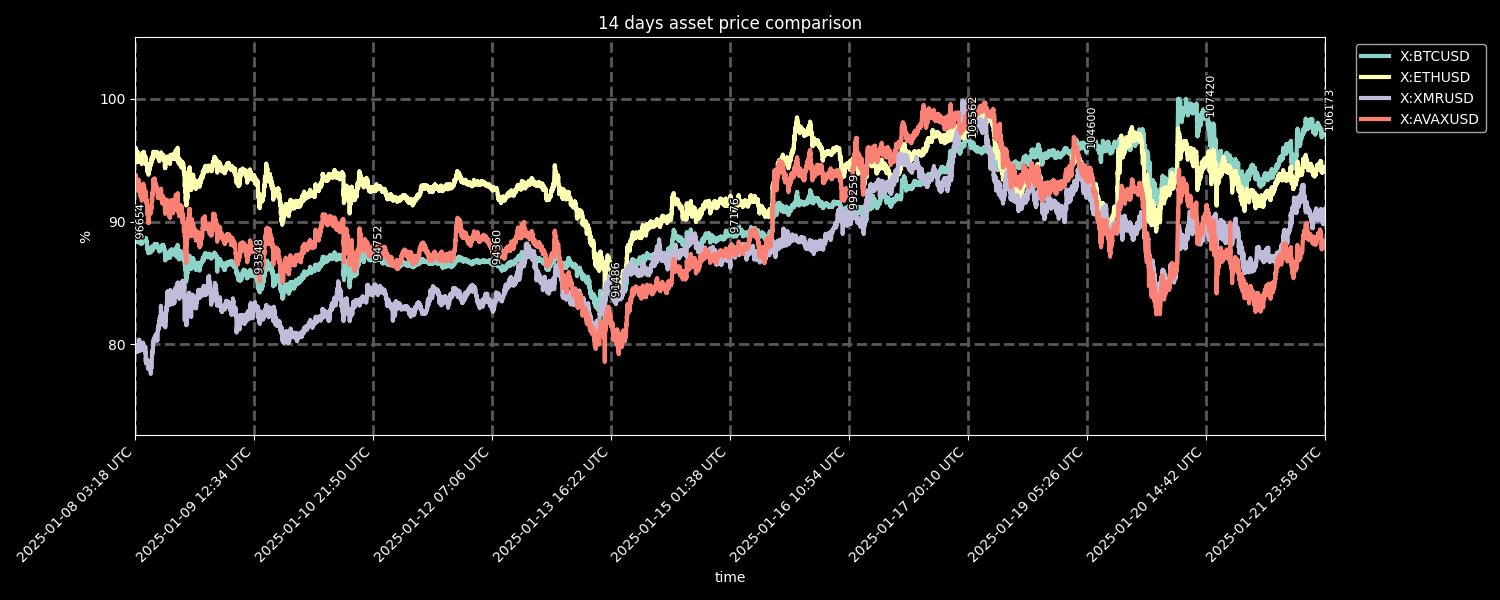 14 days asset price comparison
X:BTCUSD
X:ETHUSD
X:XMRUSD
X:AVAXUSD
100
90
80
%
96654
93548
94752
94360
91486
97176
99259
105562
104600
107420
106173
2025-01-08 03:18 UTC
2025-01-09 12:34 UTC
2025-01-10 21:50 UTC
2025-01-12 07:06 UTC
2025-01-13 16:22 UTC
2025-01-15 01:38 UTC
2025-01-16 10:54 UTC
2025-01-17 20:10 UTC
2025-01-19 05:26 UTC
2025-01-20 14:42 UTC
2025-01-21 23:58 UTC
time